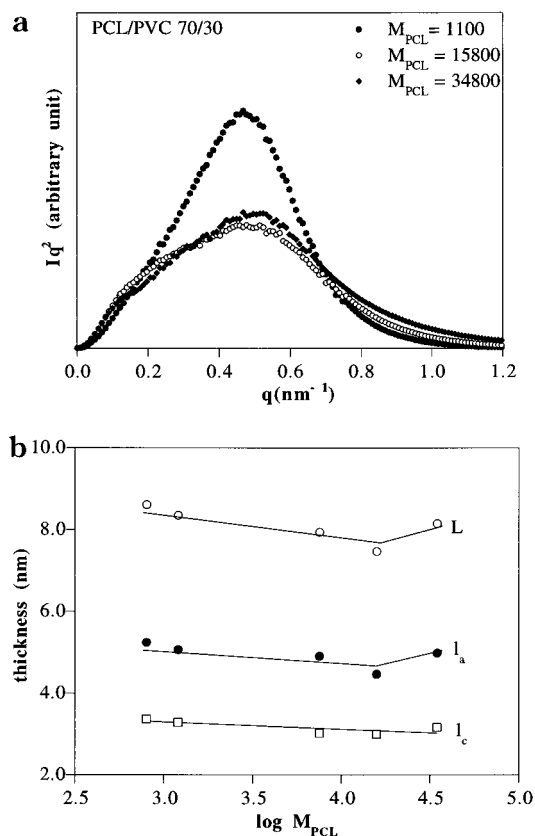 a
PCL/PVC 70/30
M_PCL = 1100
M_PCL = 15800
M_PCL = 34800
Iq² (arbitrary unit)
0.0 0.2 0.4 0.6 0.8 1.0 1.2
q(nm⁻¹)
b
10.0
8.0
6.0
4.0
2.0
thickness (nm)
L
l_a
l_c
2.5 3.0 3.5 4.0 4.5 5.0
log M_PCL